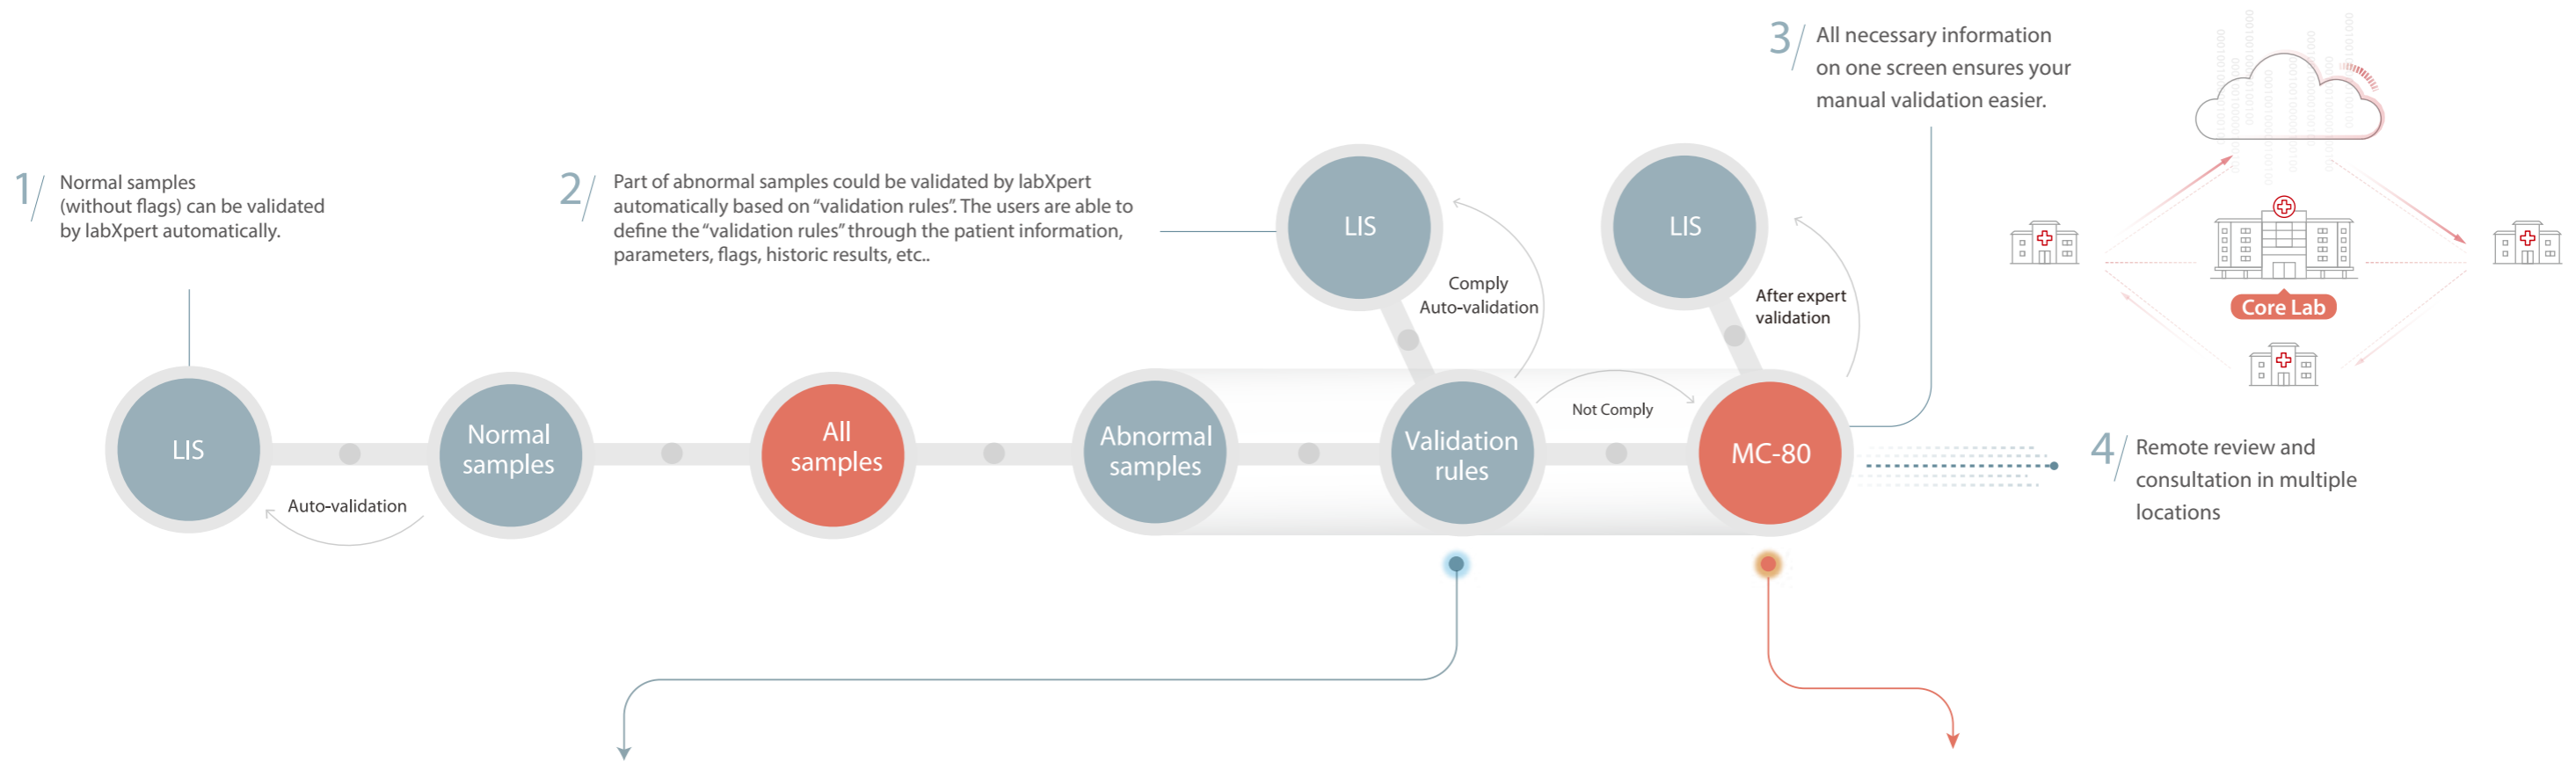 1/ Normal samples
(without flags) can be validated
by labXpert automatically.
2/ Part of abnormal samples could be validated by labXpert
automatically based on “validation rules”. The users are able to
define the “validation rules” through the patient information,
parameters, flags, historic results, etc..
3/ All necessary information
on one screen ensures your
manual validation easier.
LIS
LIS
Comply
Auto-validation
After expert
validation
Core Lab
LIS
Auto-validation
Normal
samples
All
samples
Abnormal
samples
Validation
rules
Not Comply
MC-80
4/ Remote review and
consultation in multiple
locations